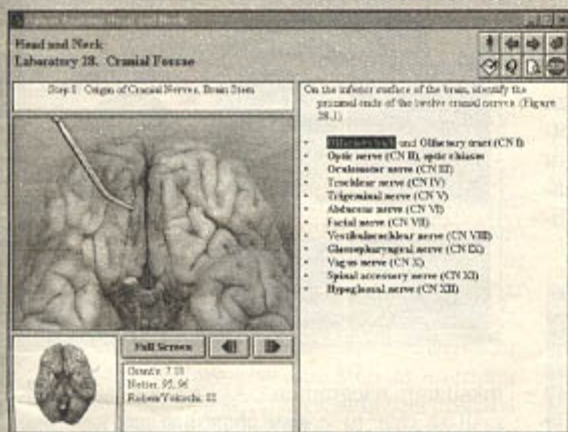 Head and Neck
Laboratory 28. Cranial Fossae
Step 1: Origin of Cranial Nerves, Brain Stem
On the inferior surface of the brain, identify the
proximal ends of the twelve cranial nerves. (Figure
28.1)
and Olfactory tract (CN I)
Optic nerve (CN II), optic chiasm
Oculomotor nerve (CN III)
Trochlear nerve (CN IV)
Trigeminal nerve (CN V)
Abducens nerve (CN VI)
Facial nerve (CN VII)
Vestibulocochlear nerve (CN VIII)
Glossopharyngeal nerve (CN IX)
Vagus nerve (CN X)
Spinal accessory nerve (CN XI)
Hypoglossal nerve (CN XII)
Full Screen
Grant's,
Netter, 95, 96
Rohen/Yokochi,